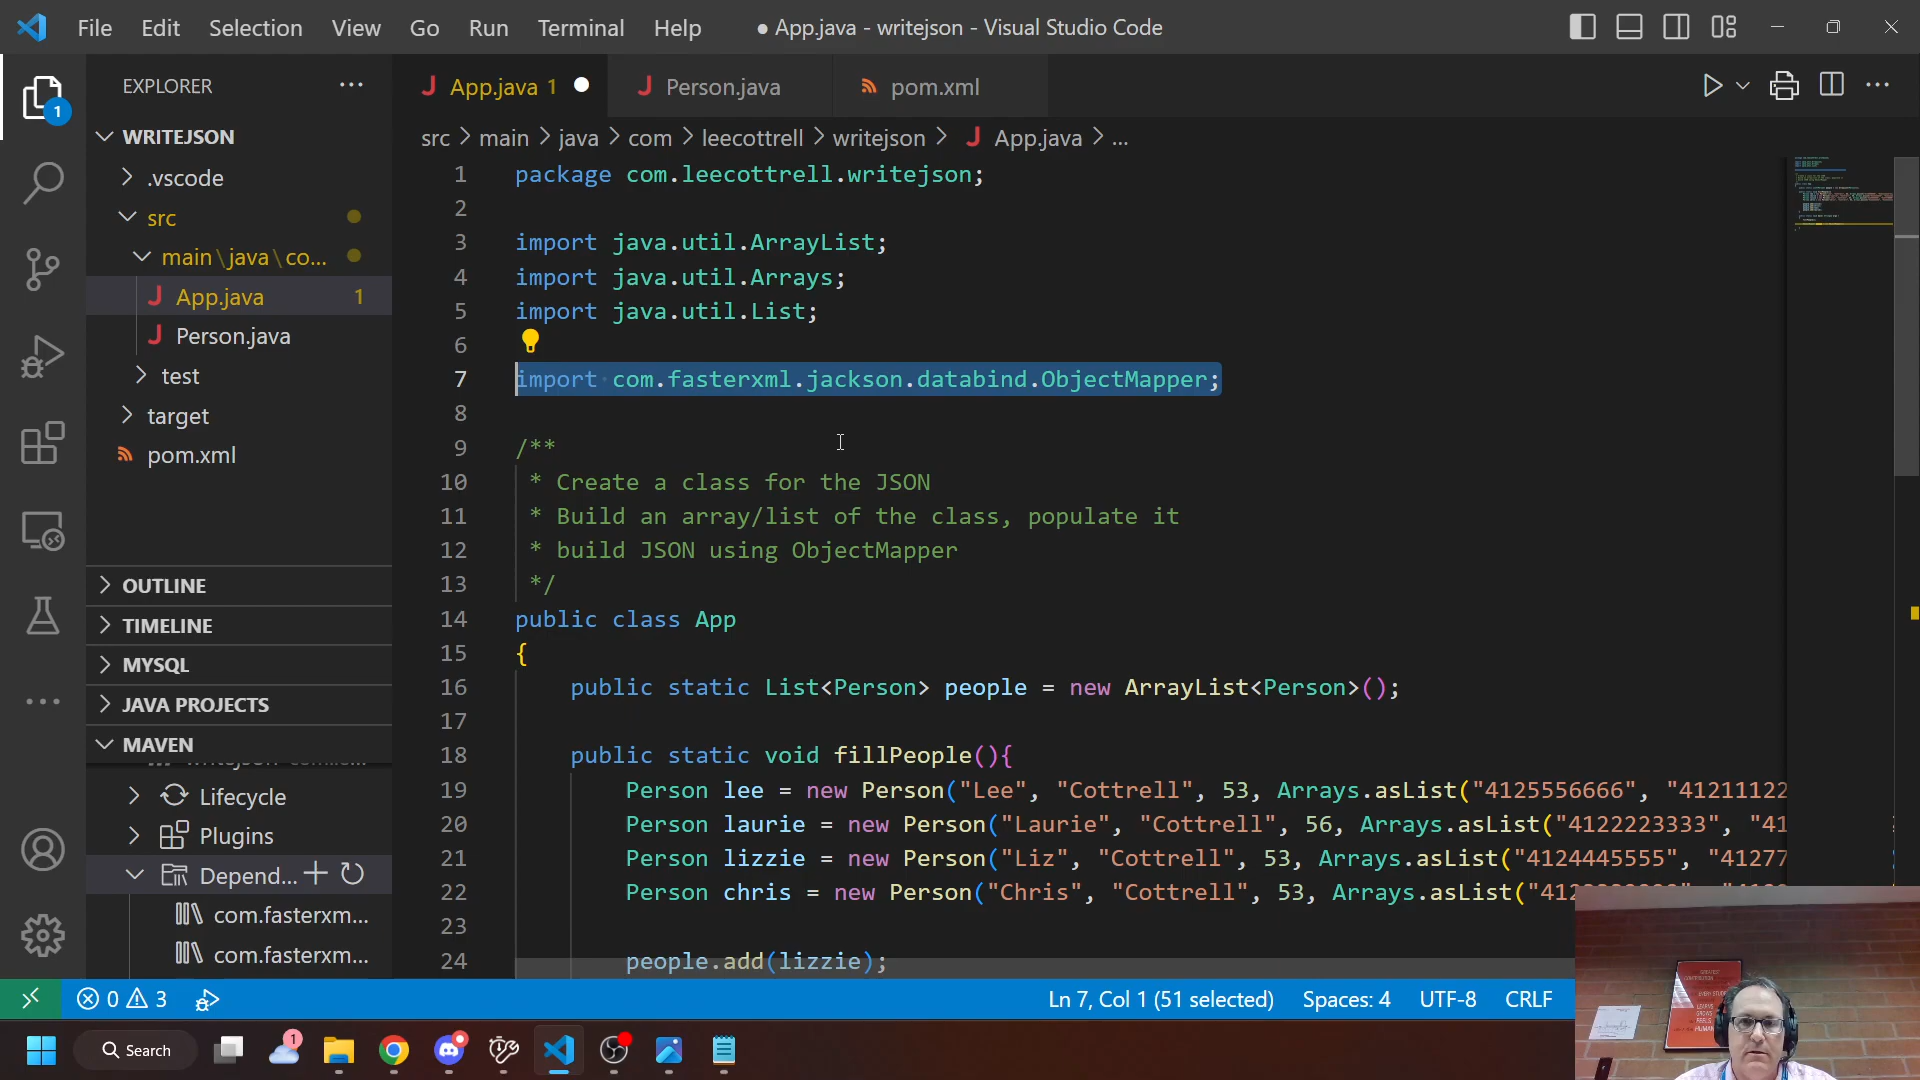 File Edit Selection View Go Run Terminal Help
● App.java - writejson - Visual Studio Code
EXPLORER
App.java 1
Person.java
pom.xml
src > main > java > com > leecottrell > writejson > App.java > ...
1
WRITEJSON
.vscode
src
main\java\co...
App.java 1
Person.java
test
target
pom.xml
OUTLINE
TIMELINE
MYSQL
JAVA PROJECTS
MAVEN
Lifecycle
Plugins
Depend...
com.fasterxm...
com.fasterxm...
1 package com.leecottrell.writejson;
2
3 import java.util.ArrayList;
4 import java.util.Arrays;
5 import java.util.List;
6
7 import com.fasterxml.jackson.databind.ObjectMapper;
8
9 /**
10 * Create a class for the JSON
11 * Build an array/list of the class, populate it
12 * build JSON using ObjectMapper
13 */
14 public class App
15 {
16 public static List<Person> people = new ArrayList<Person>();
17
18 public static void fillPeople(){
19 Person lee = new Person("Lee", "Cottrell", 53, Arrays.asList("4125556666", "41211122
20 Person laurie = new Person("Laurie", "Cottrell", 56, Arrays.asList("4122223333", "41
21 Person lizzie = new Person("Liz", "Cottrell", 53, Arrays.asList("4124445555", "41277
22 Person chris = new Person("Chris", "Cottrell", 53, Arrays.asList("412
23
24 people.add(lizzie);
0 3
Ln 7, Col 1 (51 selected) Spaces: 4 UTF-8 CRLF
Search
1